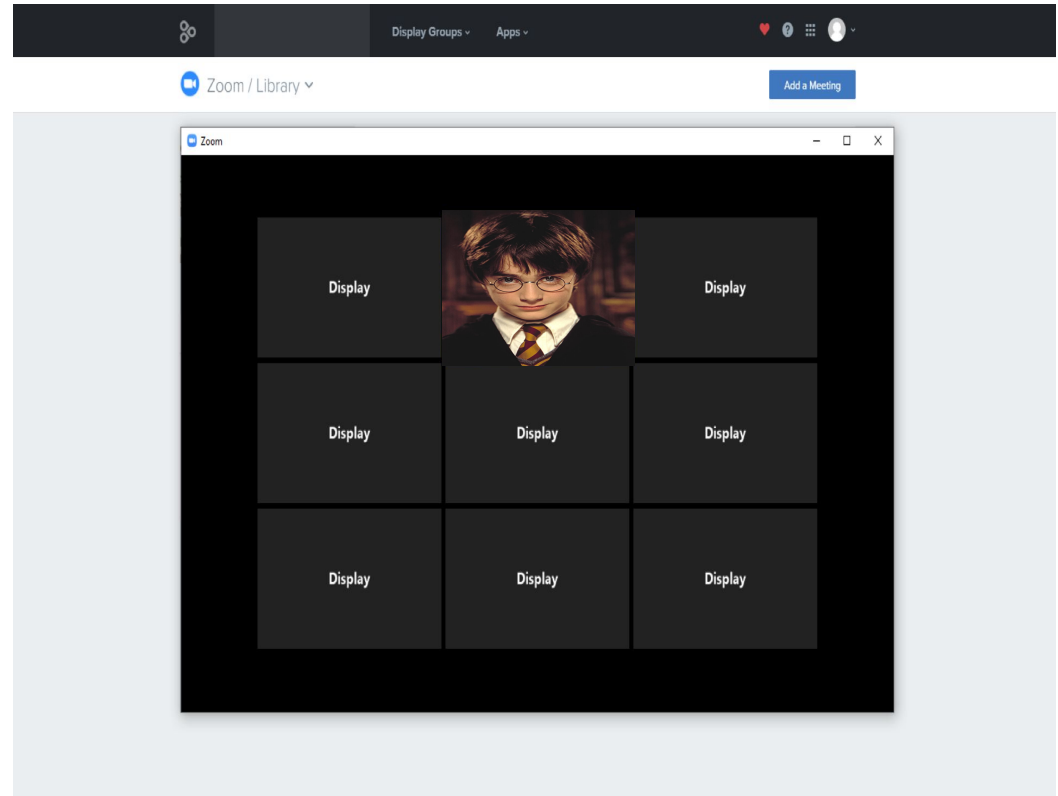 Display Groups Apps
Zoom / Library
Add a Meeting
Zoom
Display Display
Display Display Display
Display Display Display